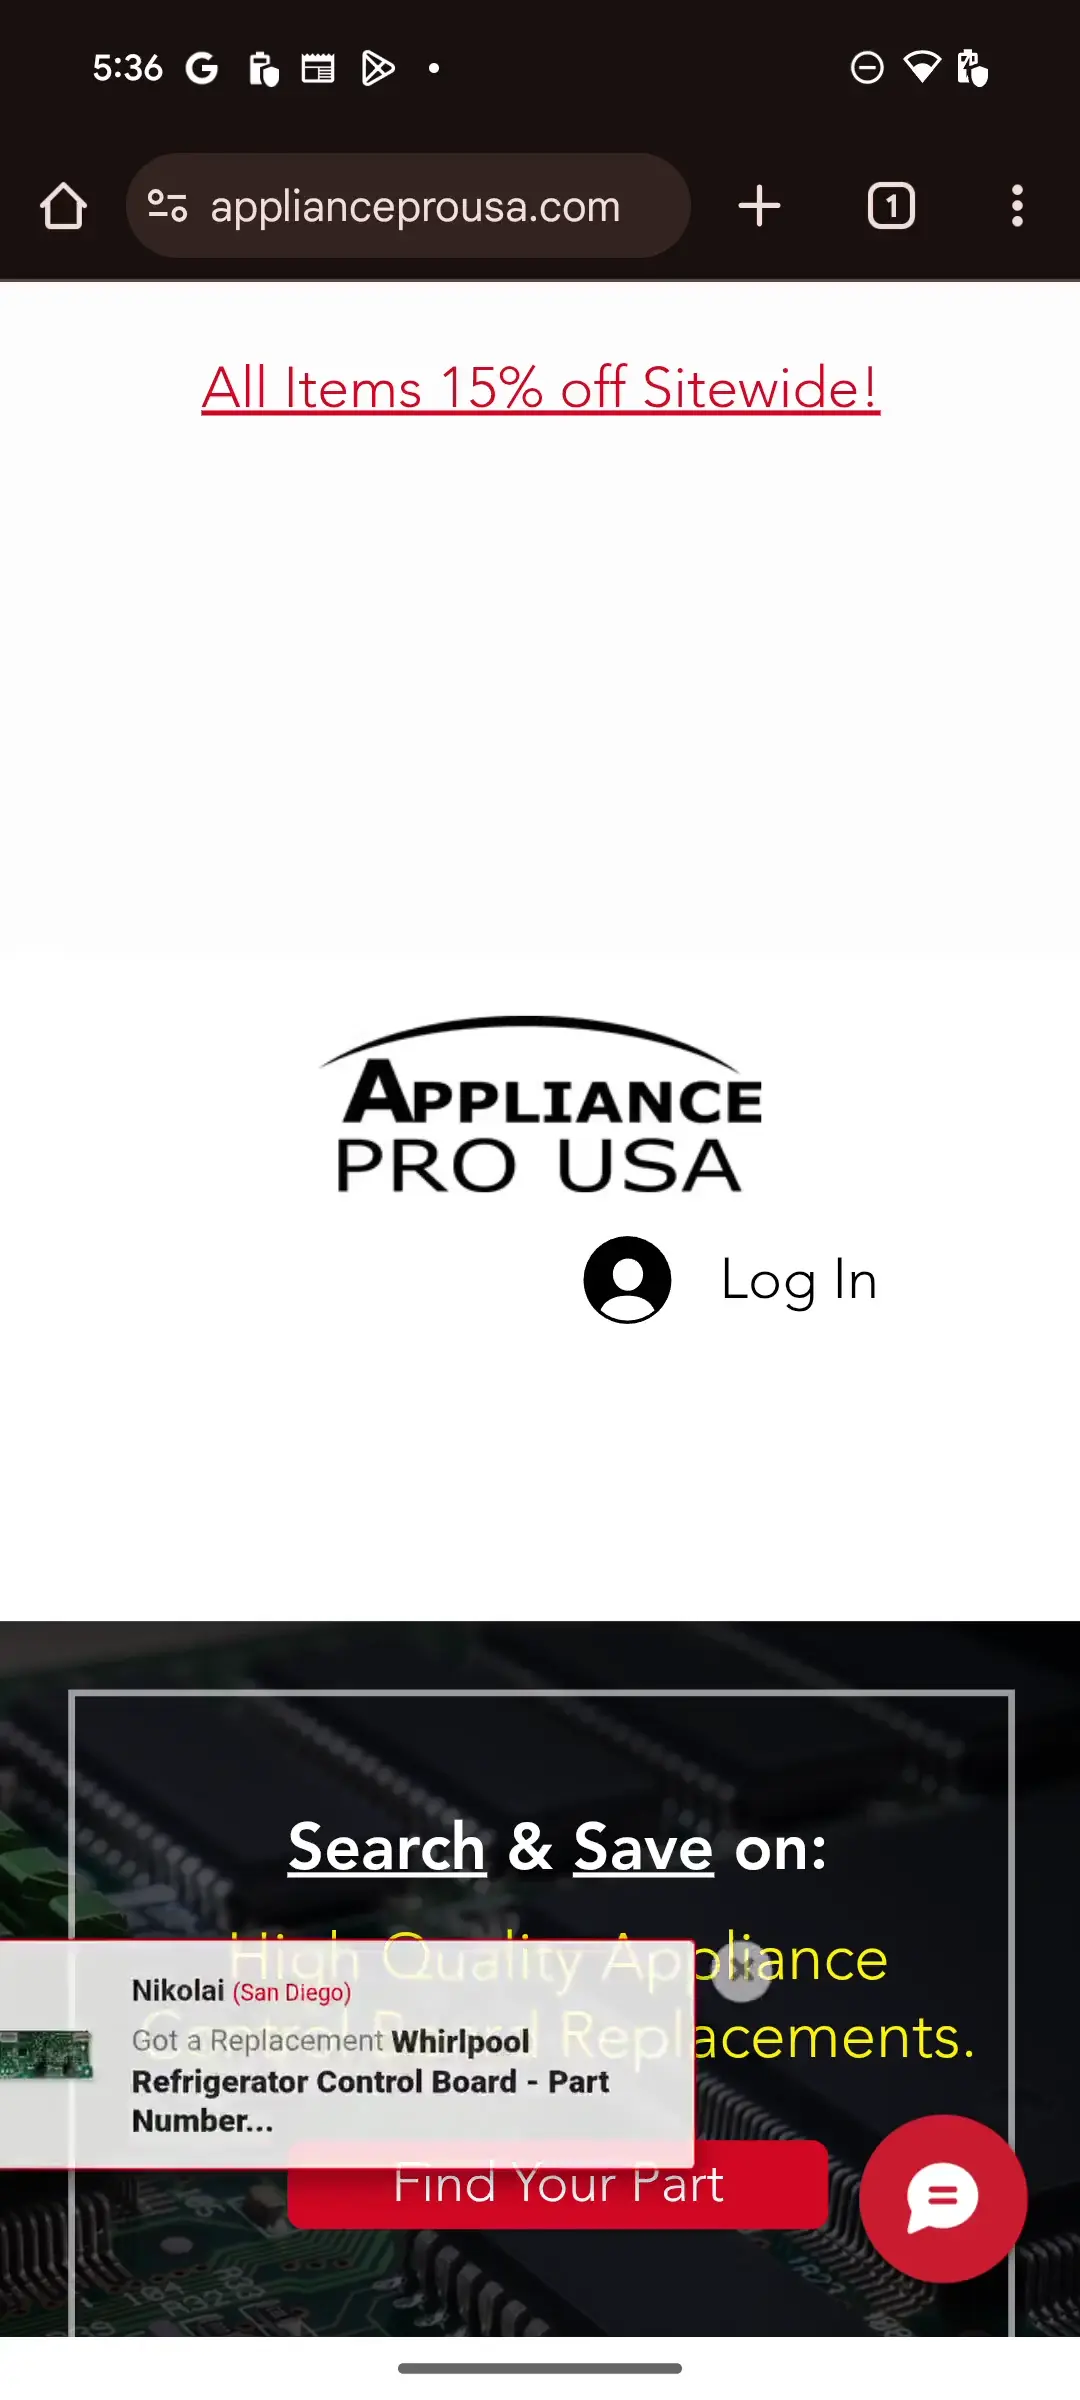 5:36
applianceprousa.com
1
All Items 15% off Sitewide!
APPLIANCE
PRO USA
Log In
Search & Save on:
High Quality Appliance
Control Board Replacements.
Nikolai (San Diego)
Got a Replacement Whirlpool
Refrigerator Control Board - Part
Number...
Find Your Part